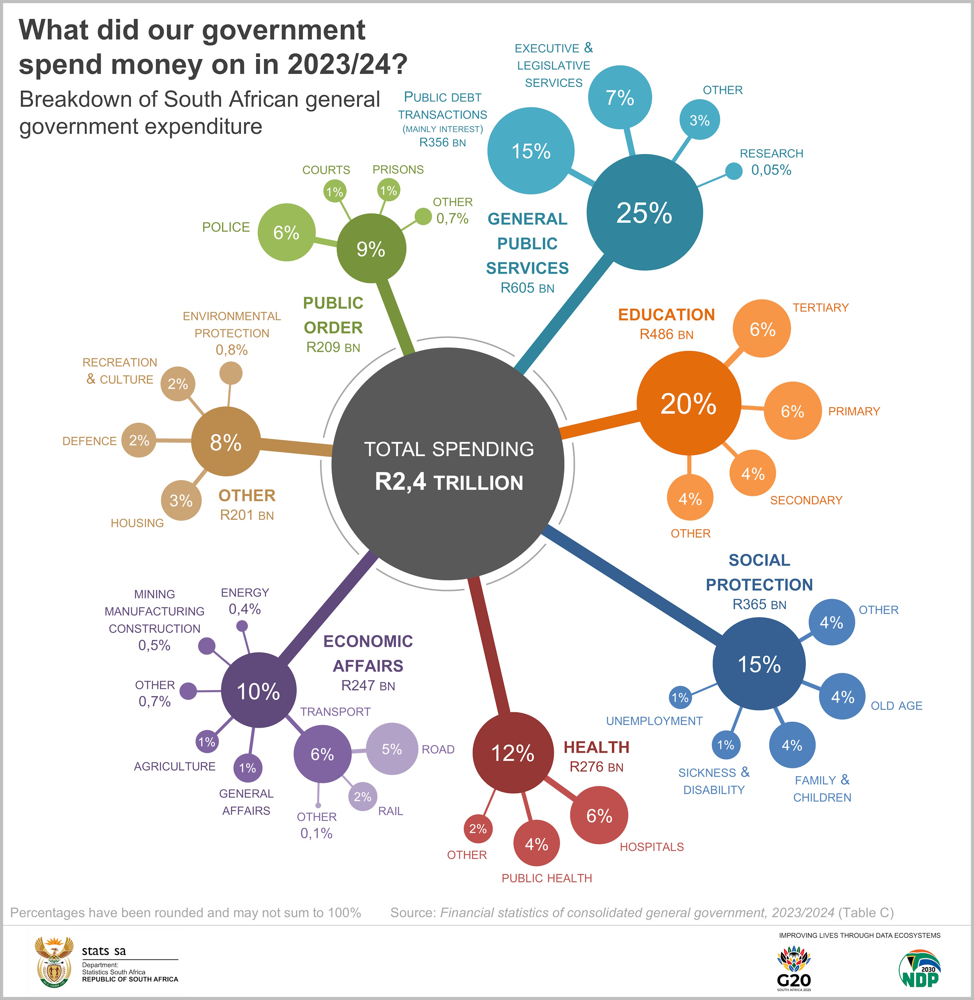 What did our government
spend money on in 2023/24?
Breakdown of South African general
government expenditure
EXECUTIVE &
LEGISLATIVE
SERVICES
7%
PUBLIC DEBT
TRANSACTIONS
(MAINLY INTEREST)
R356 BN
15%
OTHER
3%
RESEARCH
0,05%
25%
GENERAL
PUBLIC
SERVICES
R605 BN
COURTS
1%
PRISONS
1%
OTHER
0,7%
POLICE
6%
9%
PUBLIC
ORDER
R209 BN
EDUCATION
R486 BN
20%
TERTIARY
6%
6%
PRIMARY
4%
SECONDARY
4%
OTHER
ENVIRONMENTAL
PROTECTION
0,8%
RECREATION
& CULTURE
2%
DEFENCE
2%
8%
3%
HOUSING
OTHER
R201 BN
TOTAL SPENDING
R2,4 TRILLION
SOCIAL
PROTECTION
R365 BN
15%
OTHER
4%
4%
OLD AGE
4%
FAMILY &
CHILDREN
1%
SICKNESS &
DISABILITY
1%
UNEMPLOYMENT
MINING
MANUFACTURING
CONSTRUCTION
0,5%
ENERGY
0,4%
OTHER
0,7%
10%
ECONOMIC
AFFAIRS
R247 BN
1%
AGRICULTURE
1%
GENERAL
AFFAIRS
TRANSPORT
6%
5%
ROAD
2%
RAIL
OTHER
0,1%
12%
HEALTH
R276 BN
2%
OTHER
4%
PUBLIC HEALTH
6%
HOSPITALS
Percentages have been rounded and may not sum to 100%
Source: Financial statistics of consolidated general government, 2023/2024 (Table C)
stats sa
Department:
Statistics South Africa
REPUBLIC OF SOUTH AFRICA
IMPROVING LIVES THROUGH DATA ECOSYSTEMS
G20
SOUTH AFRICA 2025
2030
NDP